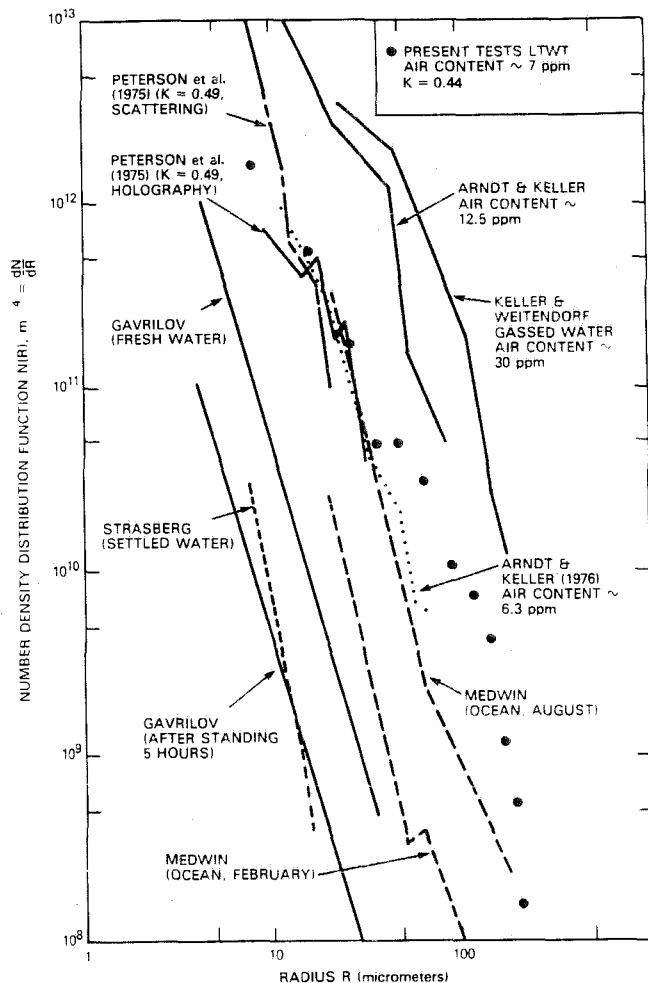 10^13
PRESENT TESTS LTWT
AIR CONTENT ~ 7 ppm
K = 0.44
PETERSON et al.
(1975) (K = 0.49,
SCATTERING)
PETERSON et al.
(1975) (K = 0.49,
HOLOGRAPHY)
10^12
ARNDT & KELLER
AIR CONTENT ~
12.5 ppm
KELLER &
WEITENDORF
GASSED WATER
AIR CONTENT ~
30 ppm
GAVRILOV
(FRESH WATER)
10^11
NUMBER DENSITY DISTRIBUTION FUNCTION N(R), m^4 = dN/dR
STRASBERG
(SETTLED WATER)
10^10
ARNDT &
KELLER (1976)
AIR CONTENT ~
6.3 ppm
MEDWIN
(OCEAN, AUGUST)
GAVRILOV
(AFTER STANDING
5 HOURS)
10^9
MEDWIN
(OCEAN, FEBRUARY)
10^8
1
10
100
RADIUS R (micrometers)